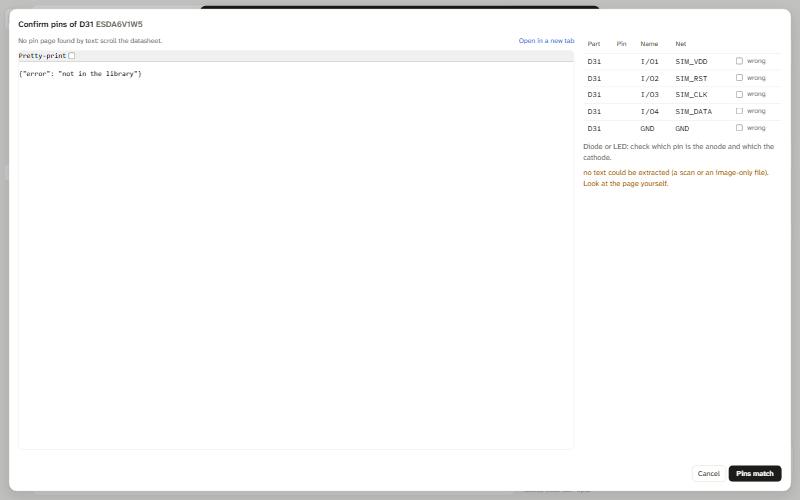 Confirm pins of D31 ESDA6V1W5
No pin page found by text: scroll the datasheet.
Open in a new tab
Pretty-print
{"error": "not in the library"}
Part Pin Name Net
D31 I/O1 SIM_VDD wrong
D31 I/O2 SIM_RST wrong
D31 I/O3 SIM_CLK wrong
D31 I/O4 SIM_DATA wrong
D31 GND GND wrong
Diode or LED: check which pin is the anode and which the
cathode.
no text could be extracted (a scan or an image-only file).
Look at the page yourself.
Cancel
Pins match